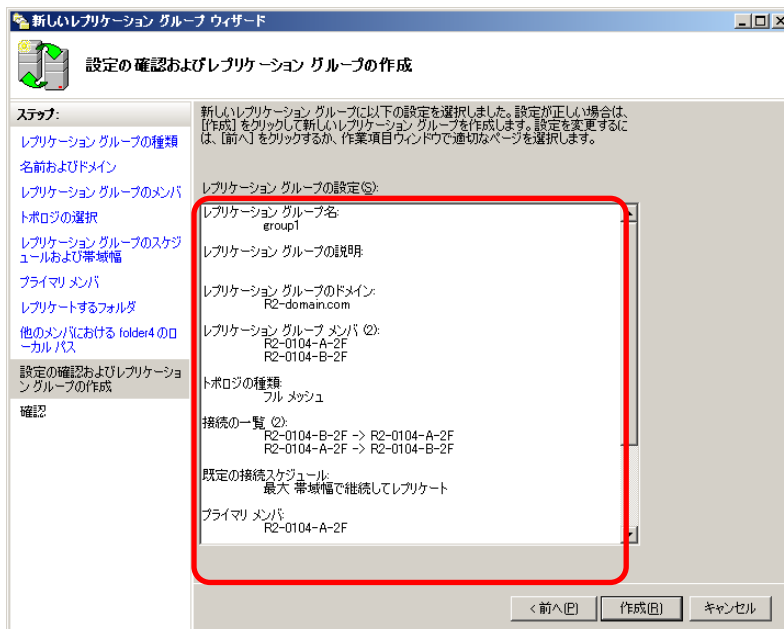 新しいレプリケーション グループ ウィザード
設定の確認およびレプリケーション グループの作成
ステップ:
レプリケーション グループの種類
名前およびドメイン
レプリケーション グループのメンバ
トポロジの選択
レプリケーション グループのスケジ
ュールおよび帯域幅
プライマリ メンバ
レプリケートするフォルダ
他のメンバにおける folder4 のロ
ーカル パス
設定の確認およびレプリケーショ
ン グループの作成
確認
新しいレプリケーション グループに以下の設定を選択しました。設定が正しい場合は、
[作成] をクリックして新しいレプリケーション グループを作成します。設定を変更するに
は、[前へ] をクリックするか、作業項目ウィンドウで適切なページを選択します。
レプリケーション グループの設定(S):
レプリケーション グループ名:
group1
レプリケーション グループの説明:
レプリケーション グループのドメイン:
R2-domain.com
レプリケーション グループ メンバ (2):
R2-0104-A-2F
R2-0104-B-2F
トポロジの種類:
フル メッシュ
接続の一覧 (2):
R2-0104-B-2F -> R2-0104-A-2F
R2-0104-A-2F -> R2-0104-B-2F
既定の接続スケジュール:
最大 帯域幅で継続してレプリケート
プライマリ メンバ:
R2-0104-A-2F
< 前へ(P) 作成(R) キャンセル